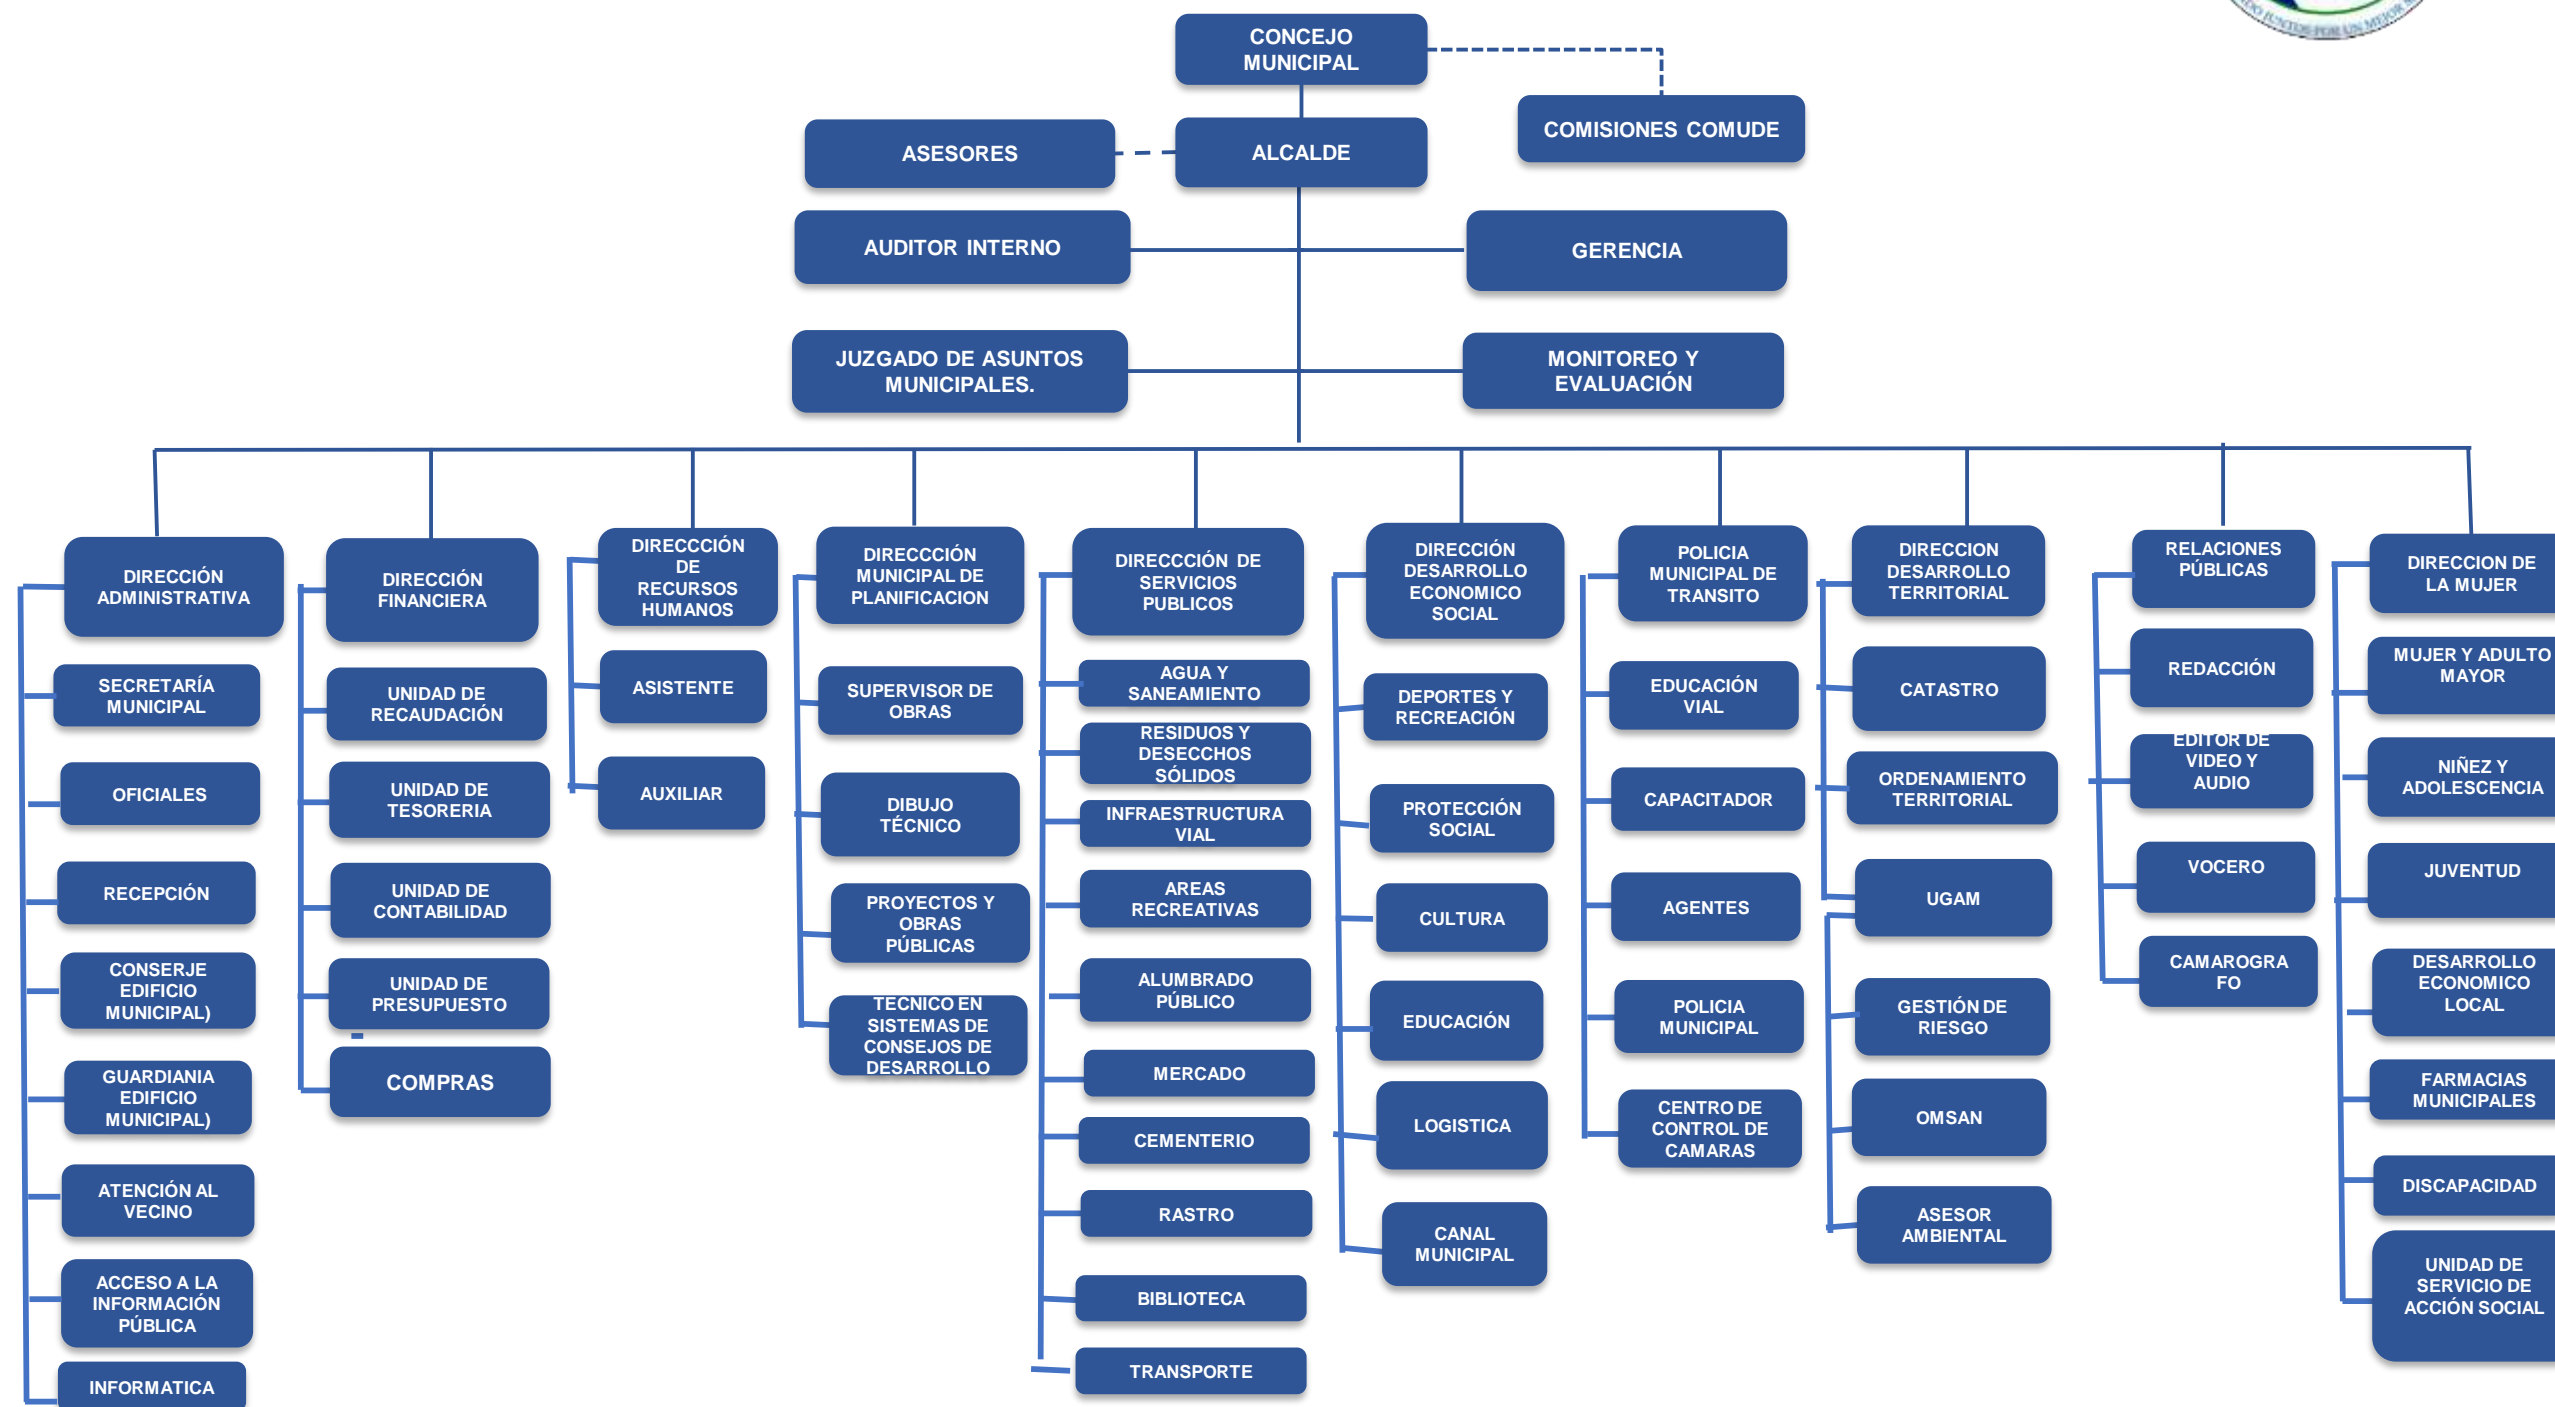 JUNTOS POR UN MEJOR
CONCEJO
MUNICIPAL
COMISIONES COMUDE
ASESORES
ALCALDE
AUDITOR INTERNO
GERENCIA
JUZGADO DE ASUNTOS
MUNICIPALES.
MONITOREO Y
EVALUACIÓN
DIRECCIÓN
ADMINISTRATIVA
SECRETARÍA
MUNICIPAL
OFICIALES
RECEPCIÓN
CONSERJE
EDIFICIO
MUNICIPAL)
GUARDIANIA
EDIFICIO
MUNICIPAL)
ATENCIÓN AL
VECINO
ACCESO A LA
INFORMACIÓN
PÚBLICA
INFORMATICA
DIRECCIÓN
FINANCIERA
UNIDAD DE
RECAUDACIÓN
UNIDAD DE
TESORERIA
UNIDAD DE
CONTABILIDAD
UNIDAD DE
PRESUPUESTO
COMPRAS
DIRECCCIÓN
DE
RECURSOS
HUMANOS
ASISTENTE
AUXILIAR
DIRECCCIÓN
MUNICIPAL DE
PLANIFICACION
SUPERVISOR DE
OBRAS
DIBUJO
TÉCNICO
PROYECTOS Y
OBRAS
PÚBLICAS
TECNICO EN
SISTEMAS DE
CONSEJOS DE
DESARROLLO
DIRECCCIÓN DE
SERVICIOS
PUBLICOS
AGUA Y
SANEAMIENTO
RESIDUOS Y
DESECCHOS
SÓLIDOS
INFRAESTRUCTURA
VIAL
AREAS
RECREATIVAS
ALUMBRADO
PÚBLICO
MERCADO
CEMENTERIO
RASTRO
BIBLIOTECA
TRANSPORTE
DIRECCIÓN
DESARROLLO
ECONOMICO
SOCIAL
DEPORTES Y
RECREACIÓN
PROTECCIÓN
SOCIAL
CULTURA
EDUCACIÓN
LOGISTICA
CANAL
MUNICIPAL
POLICIA
MUNICIPAL DE
TRANSITO
EDUCACIÓN
VIAL
CAPACITADOR
AGENTES
POLICIA
MUNICIPAL
CENTRO DE
CONTROL DE
CAMARAS
DIRECCION
DESARROLLO
TERRITORIAL
CATASTRO
ORDENAMIENTO
TERRITORIAL
UGAM
GESTIÓN DE
RIESGO
OMSAN
ASESOR
AMBIENTAL
RELACIONES
PÚBLICAS
REDACCIÓN
EDITOR DE
VIDEO Y
AUDIO
VOCERO
CAMAROGRA
FO
DIRECCION DE
LA MUJER
MUJER Y ADULTO
MAYOR
NIÑEZ Y
ADOLESCENCIA
JUVENTUD
DESARROLLO
ECONOMICO
LOCAL
FARMACIAS
MUNICIPALES
DISCAPACIDAD
UNIDAD DE
SERVICIO DE
ACCIÓN SOCIAL